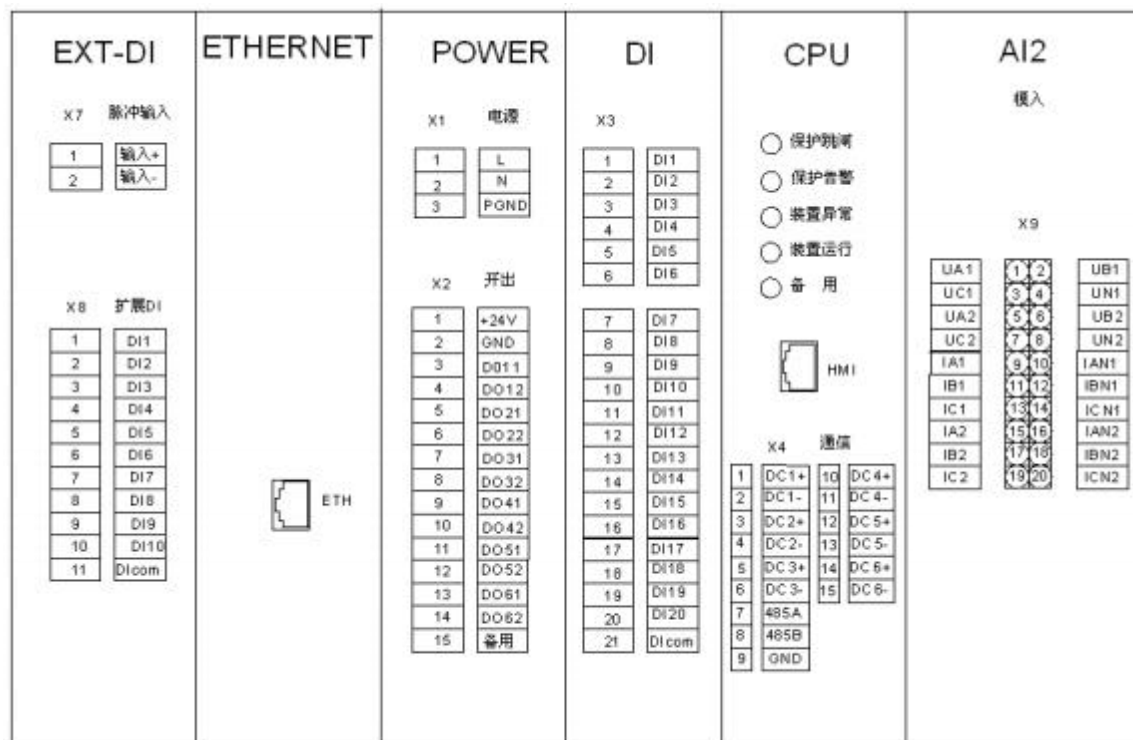 EXT-DI
X7 脉冲输入
1 输入+
2 输入-
X8 扩展DI
1 DI1
2 DI2
3 DI3
4 DI4
5 DI5
6 DI6
7 DI7
8 DI8
9 DI9
10 DI10
11 DIcom
ETHERNET
ETH
POWER
X1 电源
1 L
2 N
3 PGND
X2 开出
1 +24V
2 GND
3 D011
4 DO12
5 DO21
6 DO22
7 DO31
8 DO32
9 DO41
10 DO42
11 DO51
12 DO52
13 DO61
14 DO62
15 备用
DI
X3
1 DI1
2 DI2
3 DI3
4 DI4
5 DI5
6 DI6
7 DI7
8 DI8
9 DI9
10 DI10
11 DI11
12 DI12
13 DI13
14 DI14
15 DI15
16 DI16
17 DI17
18 DI18
19 DI19
20 DI20
21 DIcom
CPU
保护跳闸
保护告警
装置异常
装置运行
备 用
HMI
X4 通信
1 DC1+ 10 DC4+
2 DC1- 11 DC4-
3 DC2+ 12 DC5+
4 DC2- 13 DC5-
5 DC3+ 14 DC6+
6 DC3- 15 DC6-
7 485A
8 485B
9 GND
AI2
模入
X9
UA1 1 2 UB1
UC1 3 4 UN1
UA2 5 6 UB2
UC2 7 8 UN2
IA1 9 10 IAN1
IB1 11 12 IBN1
IC1 13 14 ICN1
IA2 15 16 IAN2
IB2 17 18 IBN2
IC2 19 20 ICN2